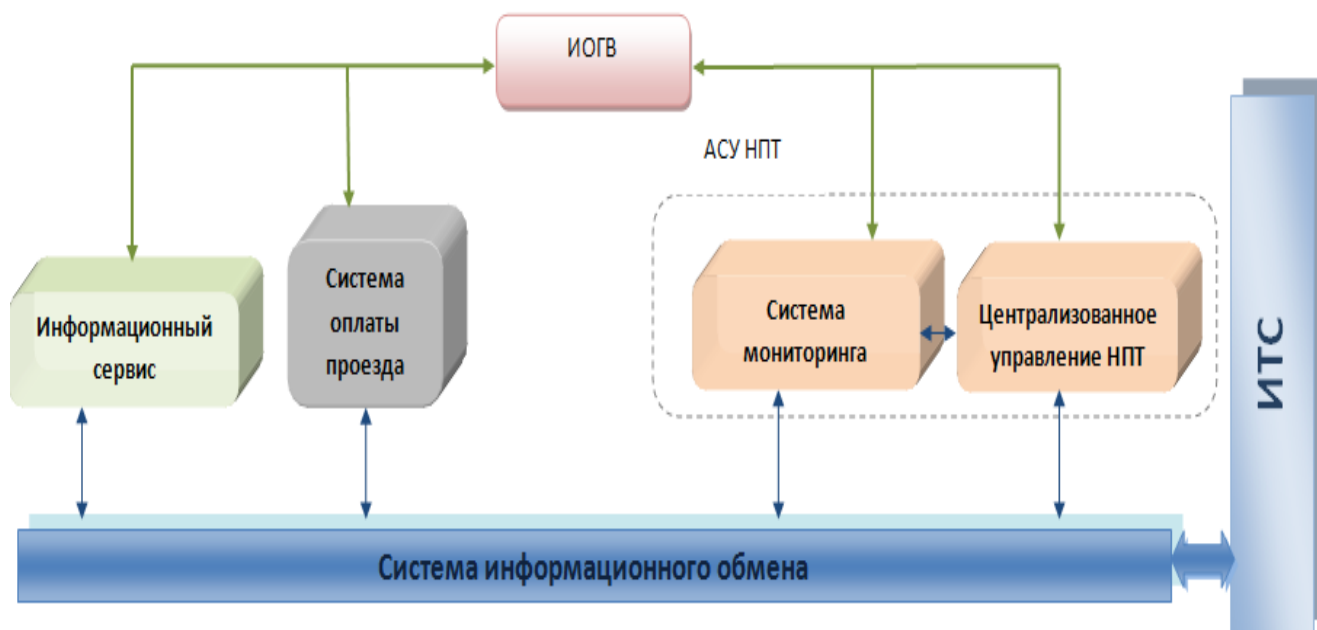 ИОГВ
АСУ НПТ
Информационный
сервис
Система
оплаты
проезда
Система
мониторинга
Централизованное
управление НПТ
ИТС
Система информационного обмена